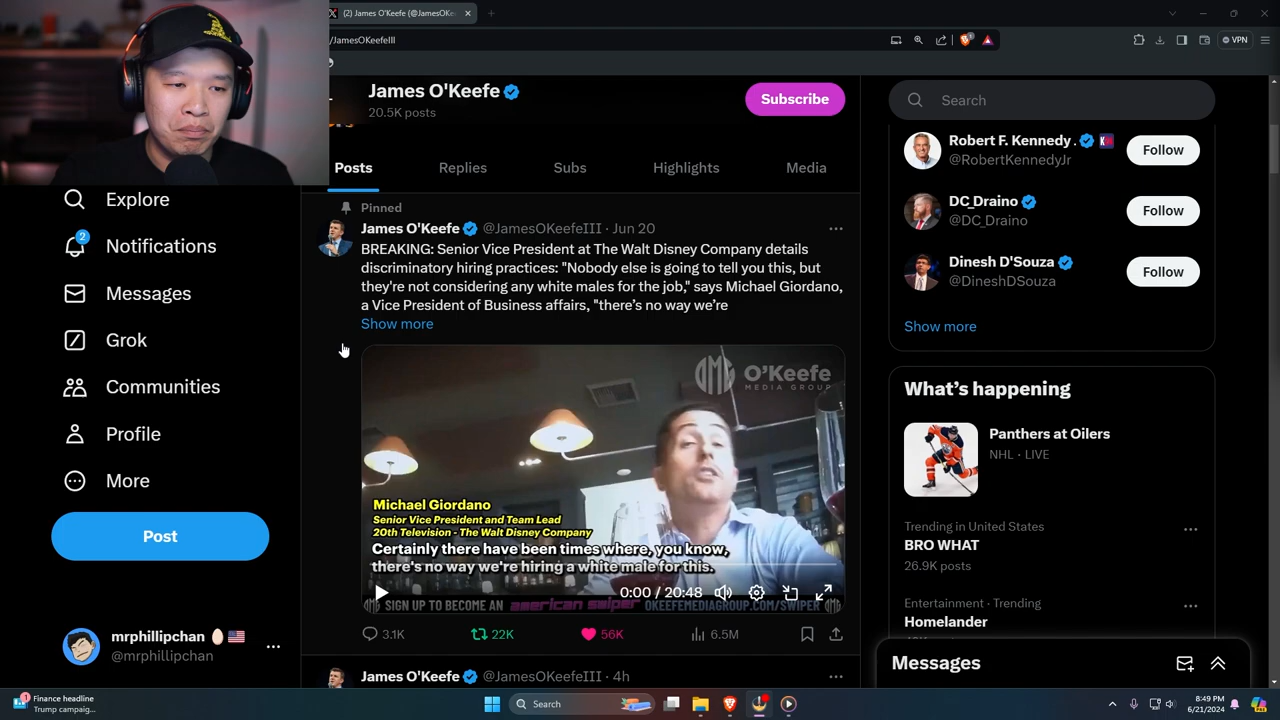 (2) James O'Keefe (@JamesOKe
/JamesOKeefeIII
VPN
James O'Keefe
20.5K posts
Subscribe
Posts
Replies
Subs
Highlights
Media
Search
Robert F. Kennedy .
@RobertKennedyJr
Follow
DC_Draino
@DC_Draino
Follow
Dinesh D'Souza
@DineshDSouza
Follow
Show more
Explore
2
Notifications
Messages
Grok
Communities
Profile
More
Post
mrphillipchan
@mrphillipchan
Pinned
James O'Keefe @JamesOKeefeIII · Jun 20
BREAKING: Senior Vice President at The Walt Disney Company details
discriminatory hiring practices: "Nobody else is going to tell you this, but
they're not considering any white males for the job," says Michael Giordano,
a Vice President of Business affairs, "there's no way we're
Show more
OMG O'Keefe
MEDIA GROUP
Michael Giordano
Senior Vice President and Team Lead
20th Television - The Walt Disney Company
Certainly there have been times where, you know,
there's no way we're hiring a white male for this.
0:00 / 20:48
SIGN UP TO BECOME AN american swiper OKEEFEMEDIAGROUP.COM/SWIPER
3.1K
22K
56K
6.5M
James O'Keefe @JamesOKeefeIII · 4h
What's happening
Panthers at Oilers
NHL · LIVE
Trending in United States
BRO WHAT
26.9K posts
Entertainment · Trending
Homelander
Messages
1
Finance headline
Trump campaig...
Search
8:49 PM
6/21/2024